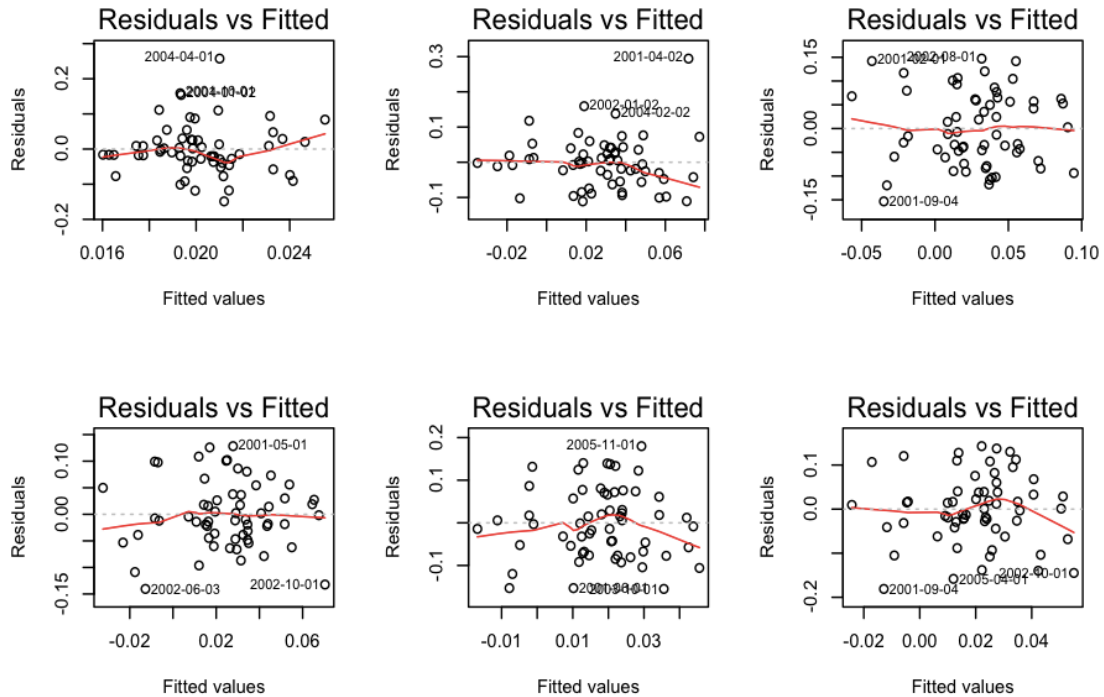 Residuals vs Fitted
Residuals
0.2
0.0
-0.2
2004-04-01
0.016
0.020
0.024
Fitted values
Residuals vs Fitted
Residuals
0.3
0.1
-0.1
2001-04-02
2002-01-02
2004-02-02
-0.02
0.02
0.06
Fitted values
Residuals vs Fitted
Residuals
0.15
0.00
-0.15
2001-02-01
2002-08-01
2001-09-04
-0.05
0.00
0.05
0.10
Fitted values
Residuals vs Fitted
Residuals
0.10
0.00
-0.15
2001-05-01
2002-06-03
2002-10-01
-0.02
0.02
0.06
Fitted values
Residuals vs Fitted
Residuals
0.2
0.0
-0.1
2005-11-01
-0.01
0.01
0.03
Fitted values
Residuals vs Fitted
Residuals
0.1
0.0
-0.2
2001-09-04
2005-04-01
2002-10-01
-0.02
0.00
0.02
0.04
Fitted values